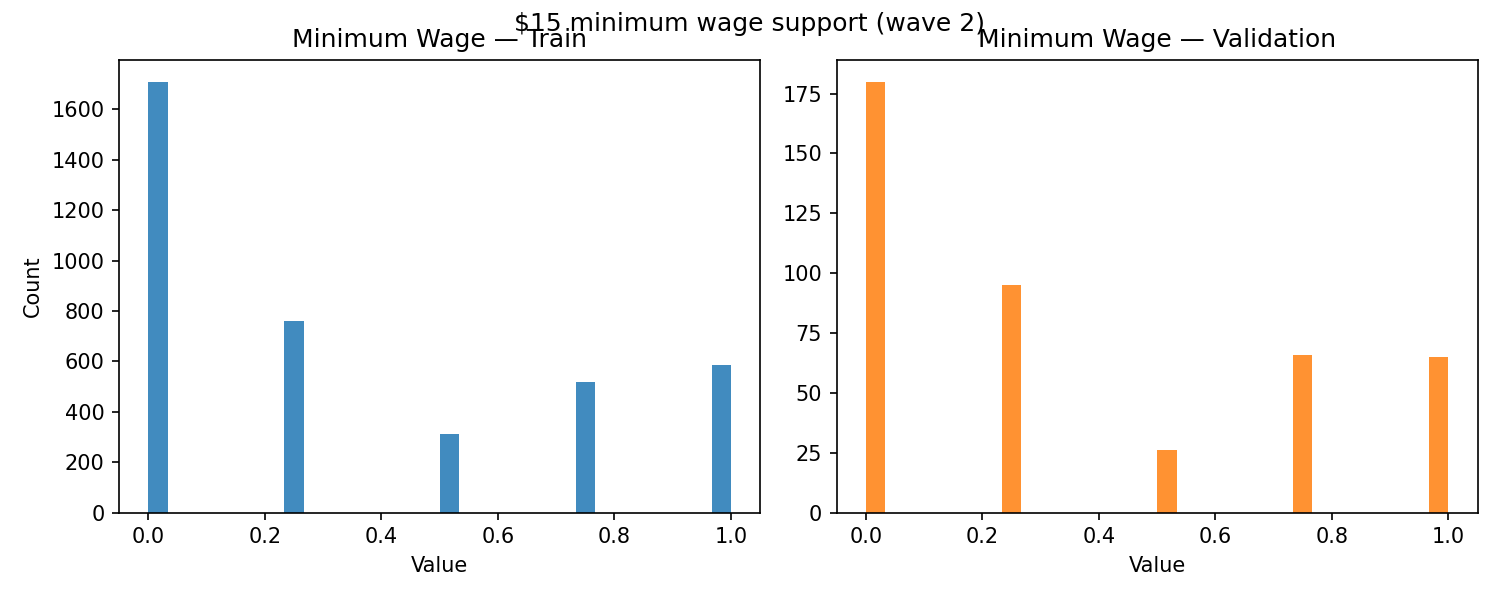 $15 minimum wage support (wave 2)
Minimum Wage — Train
1600
1400
1200
1000
800
600
400
200
0
Count
0.0 0.2 0.4 0.6 0.8 1.0
Value
Minimum Wage — Validation
175
150
125
100
75
50
25
0
0.0 0.2 0.4 0.6 0.8 1.0
Value